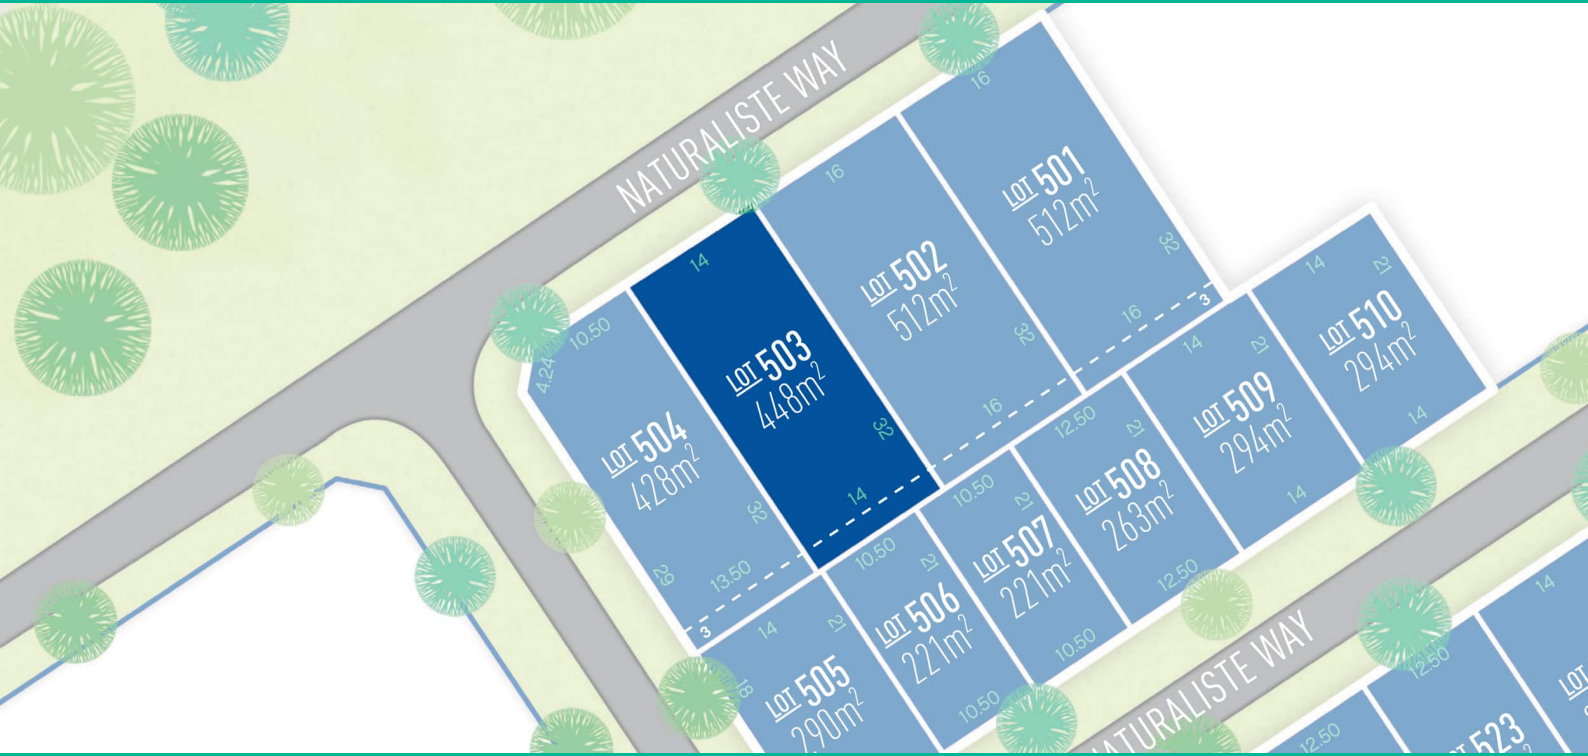 NATURALISTE WAY
16
LOT 501
512m²
32
16
3
16
LOT 502
512m²
32
16
14
LOT 503
448m²
32
14
10.50
4.24
LOT 504
428m²
32
29
13.50
3
14
21
LOT 510
294m²
14
14
21
LOT 509
294m²
14
12.50
21
LOT 508
263m²
12.50
10.50
21
LOT 507
221m²
10.50
10.50
21
LOT 506
221m²
10.50
14
21
18
LOT 505
290m²
NATURALISTE WAY
14
12.50
12.50
523
LOT